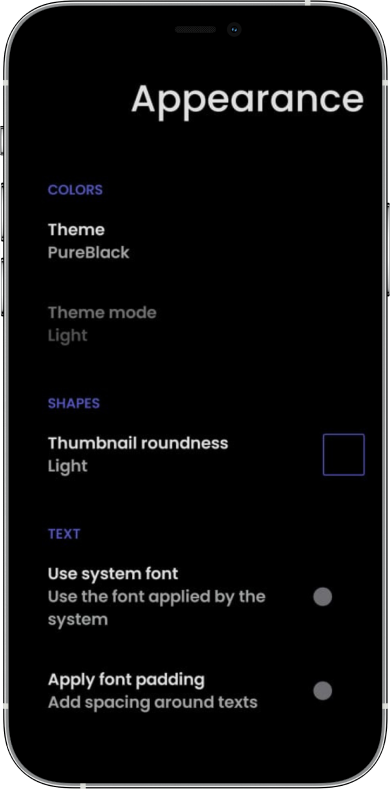 Appearance
COLORS
Theme
PureBlack
Theme mode
Light
SHAPES
Thumbnail roundness
Light
TEXT
Use system font
Use the font applied by the
system
Apply font padding
Add spacing around texts